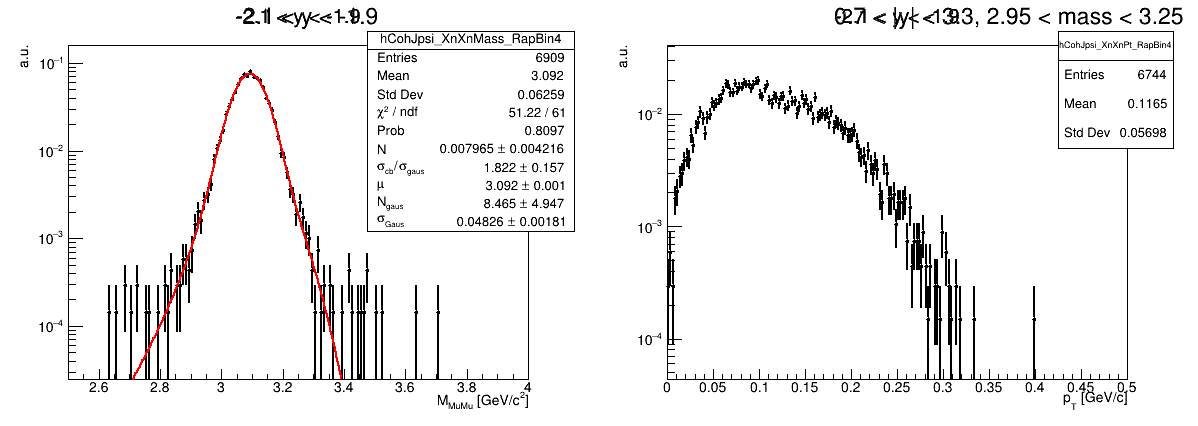 a.u.
hCohJpsi_XnXnMass_RapBin4
Entries 6909
Mean 3.092
Std Dev 0.06259
χ² / ndf 51.22 / 61
Prob 0.8097
N 0.007965 ± 0.004216
σcb/σgaus 1.822 ± 0.157
μ 3.092 ± 0.001
Ngaus 8.465 ± 4.947
σGaus 0.04826 ± 0.00181
10⁻¹
10⁻²
10⁻³
10⁻⁴
2.6 2.8 3 3.2 3.4 3.6 3.8 4
MMuMu [GeV/c²]
, 2.95 < mass < 3.25
a.u.
hCohJpsi_XnXnPt_RapBin4
Entries 6744
Mean 0.1165
Std Dev 0.05698
10⁻²
10⁻³
10⁻⁴
0 0.05 0.1 0.15 0.2 0.25 0.3 0.35 0.4 0.45 0.5
pT [GeV/c]